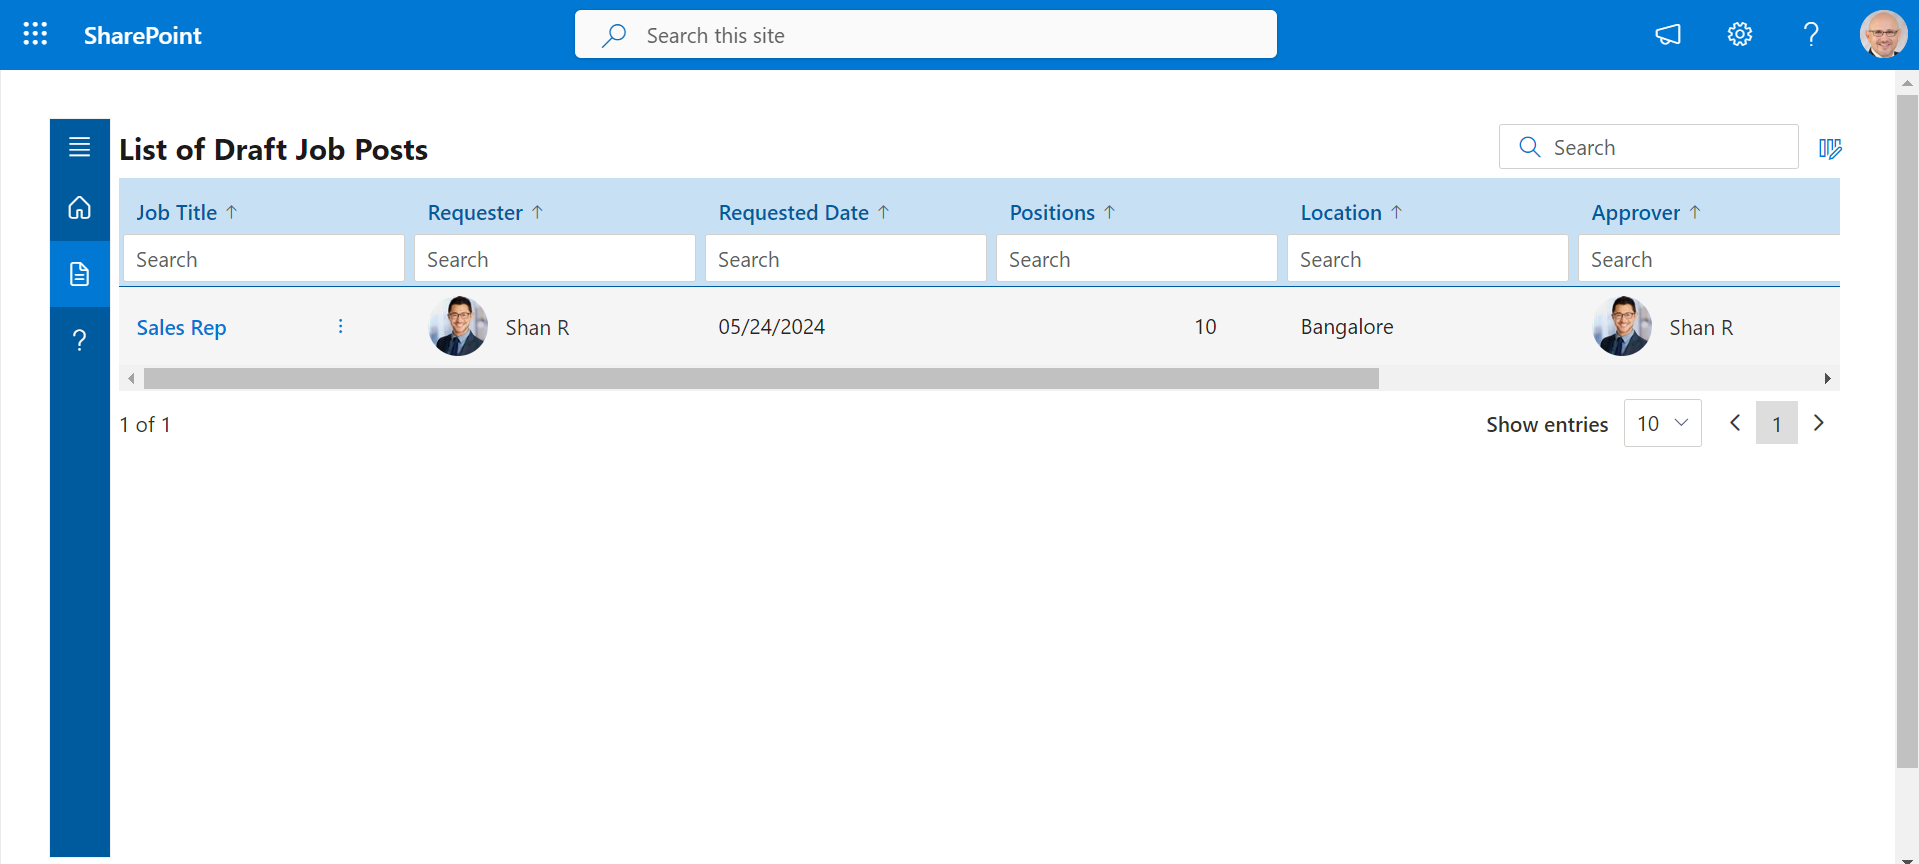 SharePoint
Search this site
List of Draft Job Posts
Search
Job Title ↑ Requester ↑ Requested Date ↑ Positions ↑ Location ↑ Approver ↑
Search Search Search Search Search Search
Sales Rep Shan R 05/24/2024 10 Bangalore Shan R
1 of 1 Show entries 10 1